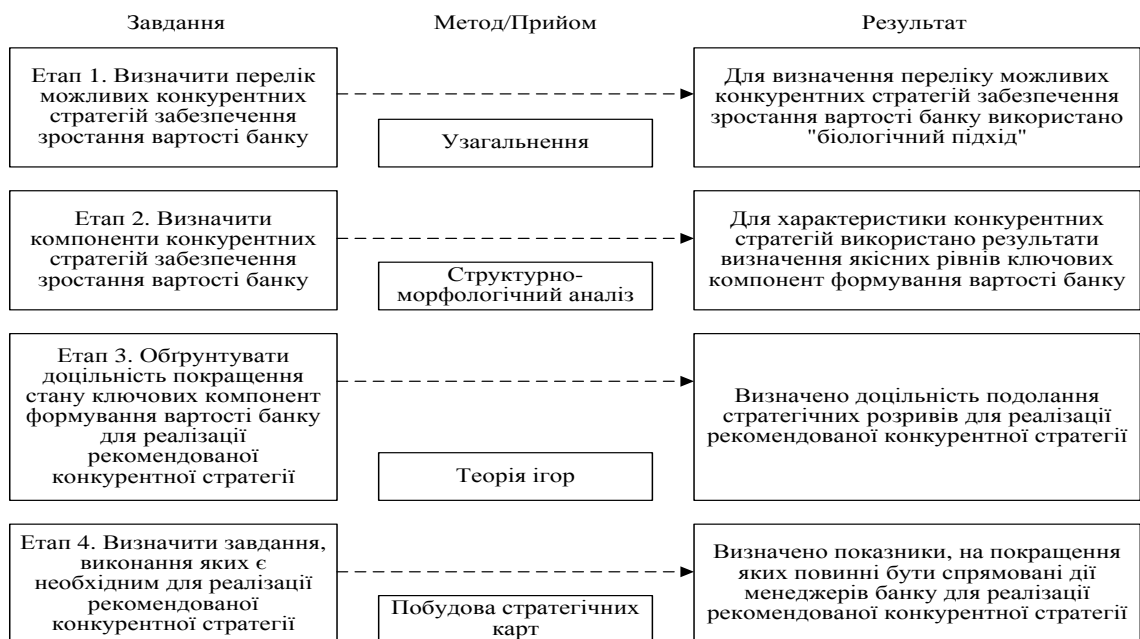 Завдання
Метод/Прийом
Результат
Етап 1. Визначити перелік
можливих конкурентних
стратегій забезпечення
зростання вартості банку
Узагальнення
Для визначення переліку можливих
конкурентних стратегій забезпечення
зростання вартості банку використано
"біологічний підхід"
Етап 2. Визначити
компоненти конкурентних
стратегій забезпечення
зростання вартості банку
Структурно-
морфологічний аналіз
Для характеристики конкурентних
стратегій використано результати
визначення якісних рівнів ключових
компонент формування вартості банку
Етап 3. Обґрунтувати
доцільність покращення
стану ключових компонент
формування вартості банку
для реалізації
рекомендованої
конкурентної стратегії
Теорія ігор
Визначено доцільність подолання
стратегічних розривів для реалізації
рекомендованої конкурентної стратегії
Етап 4. Визначити завдання,
виконання яких є
необхідним для реалізації
рекомендованої
конкурентної стратегії
Побудова стратегічних
карт
Визначено показники, на покращення
яких повинні бути спрямовані дії
менеджерів банку для реалізації
рекомендованої конкурентної стратегії